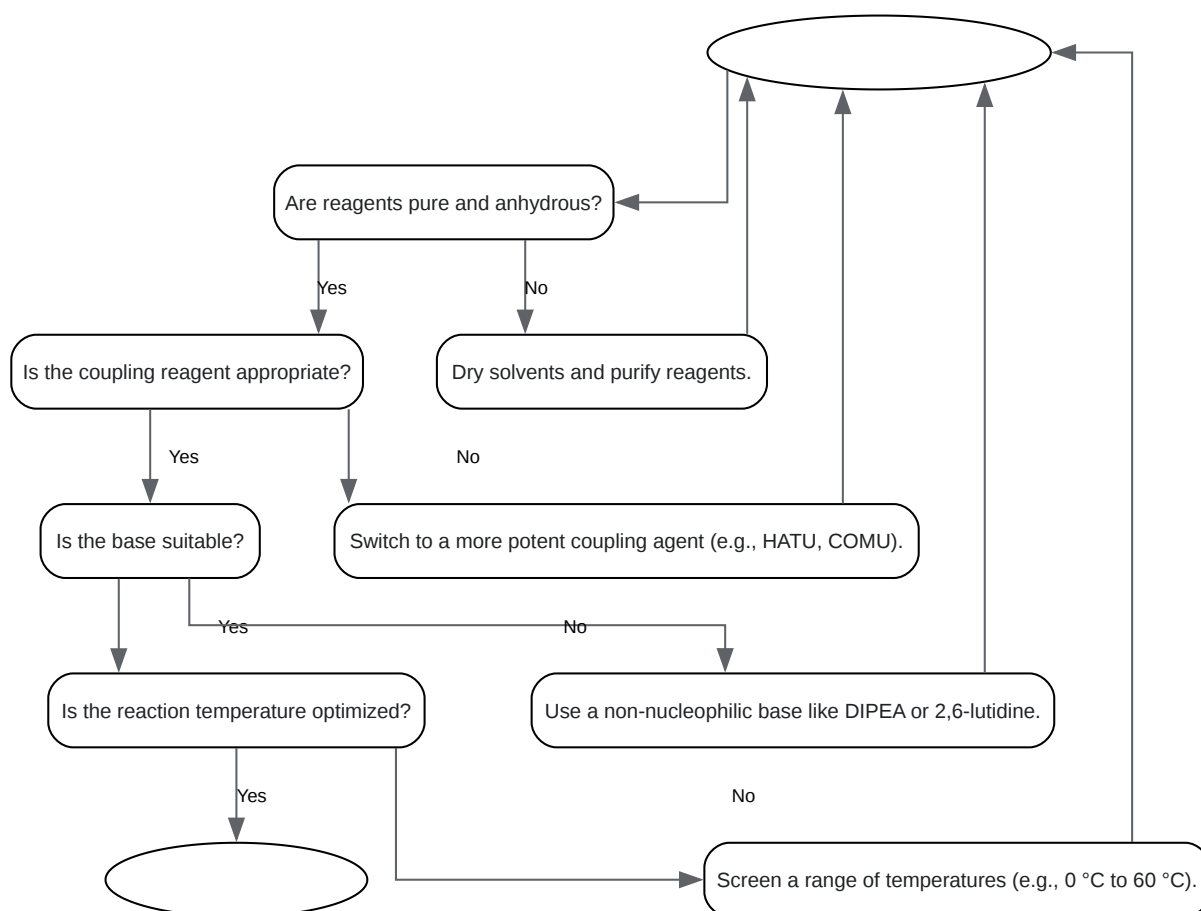 Are reagents pure and anhydrous?
Yes
No
Is the coupling reagent appropriate?
Dry solvents and purify reagents.
Yes
No
Is the base suitable?
Switch to a more potent coupling agent (e.g., HATU, COMU).
Yes
No
Is the reaction temperature optimized?
Use a non-nucleophilic base like DIPEA or 2,6-lutidine.
Yes
No
Screen a range of temperatures (e.g., 0 °C to 60 °C).